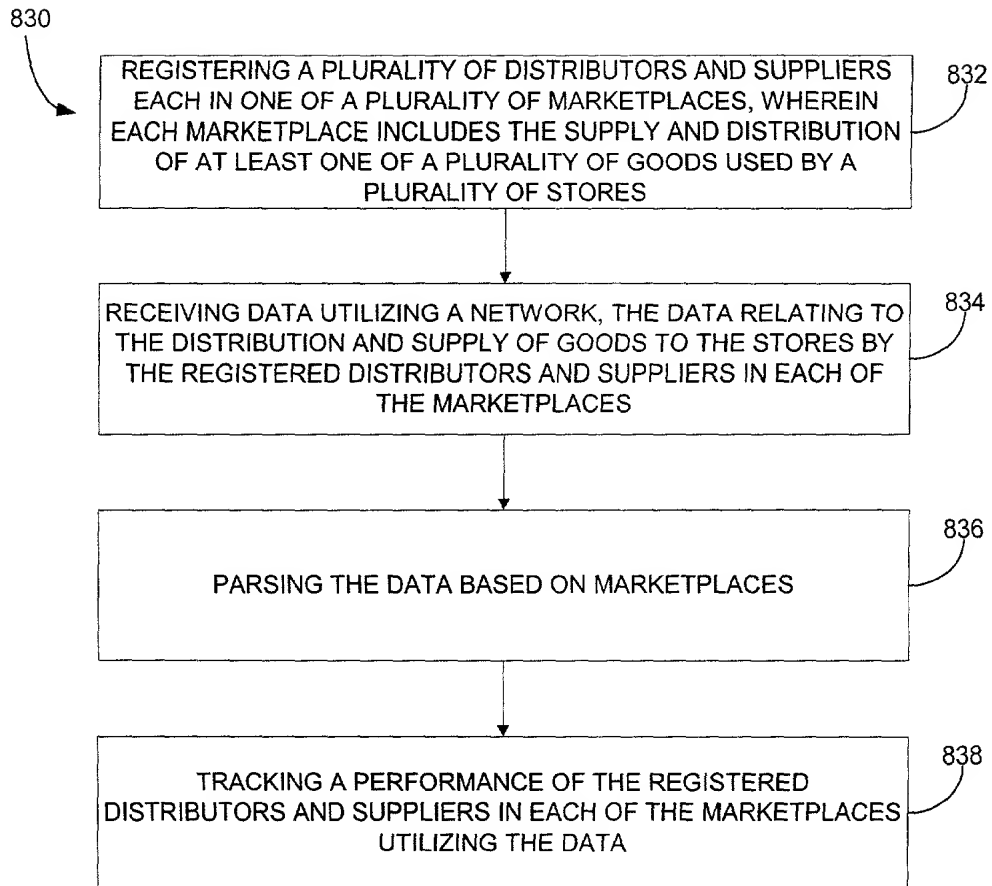 830
REGISTERING A PLURALITY OF DISTRIBUTORS AND SUPPLIERS
EACH IN ONE OF A PLURALITY OF MARKETPLACES, WHEREIN
EACH MARKETPLACE INCLUDES THE SUPPLY AND DISTRIBUTION
OF AT LEAST ONE OF A PLURALITY OF GOODS USED BY A
PLURALITY OF STORES
832
RECEIVING DATA UTILIZING A NETWORK, THE DATA RELATING TO
THE DISTRIBUTION AND SUPPLY OF GOODS TO THE STORES BY
THE REGISTERED DISTRIBUTORS AND SUPPLIERS IN EACH OF
THE MARKETPLACES
834
PARSING THE DATA BASED ON MARKETPLACES
836
TRACKING A PERFORMANCE OF THE REGISTERED
DISTRIBUTORS AND SUPPLIERS IN EACH OF THE MARKETPLACES
UTILIZING THE DATA
838